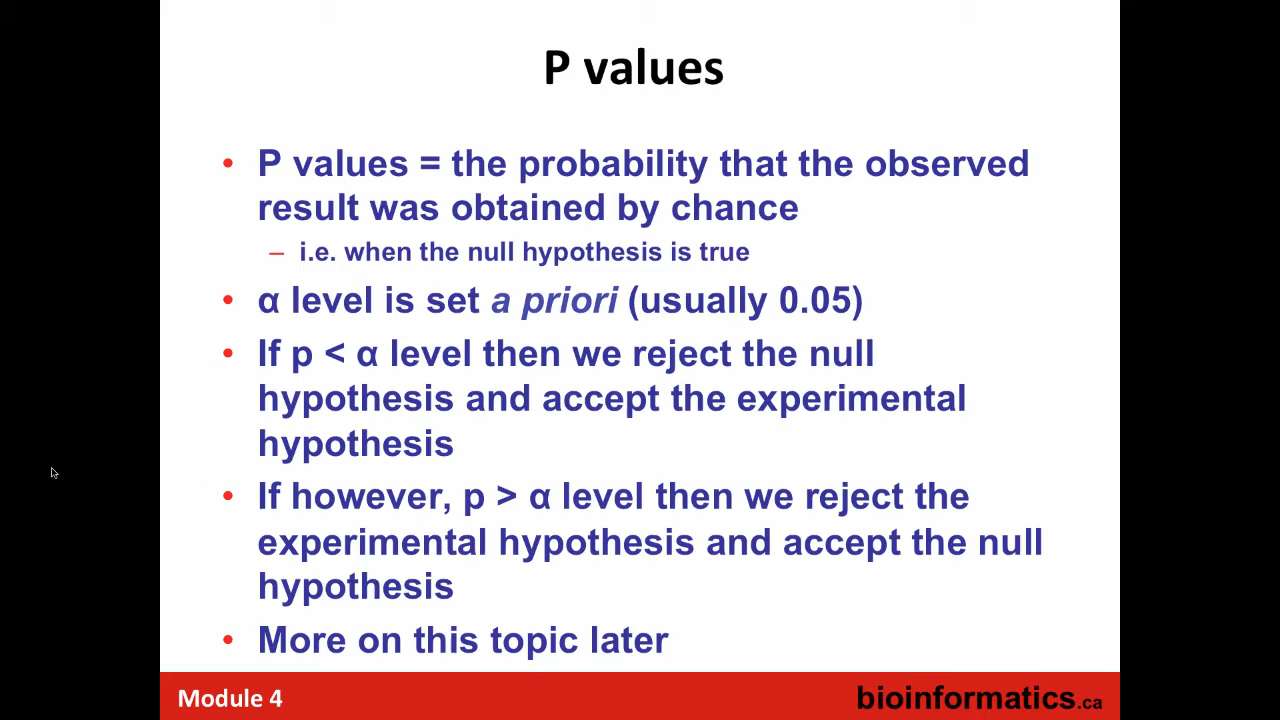 P values
• P values = the probability that the observed
result was obtained by chance
– i.e. when the null hypothesis is true
• α level is set a priori (usually 0.05)
• If p < α level then we reject the null
hypothesis and accept the experimental
hypothesis
• If however, p > α level then we reject the
experimental hypothesis and accept the null
hypothesis
• More on this topic later
Module 4
bioinformatics.ca